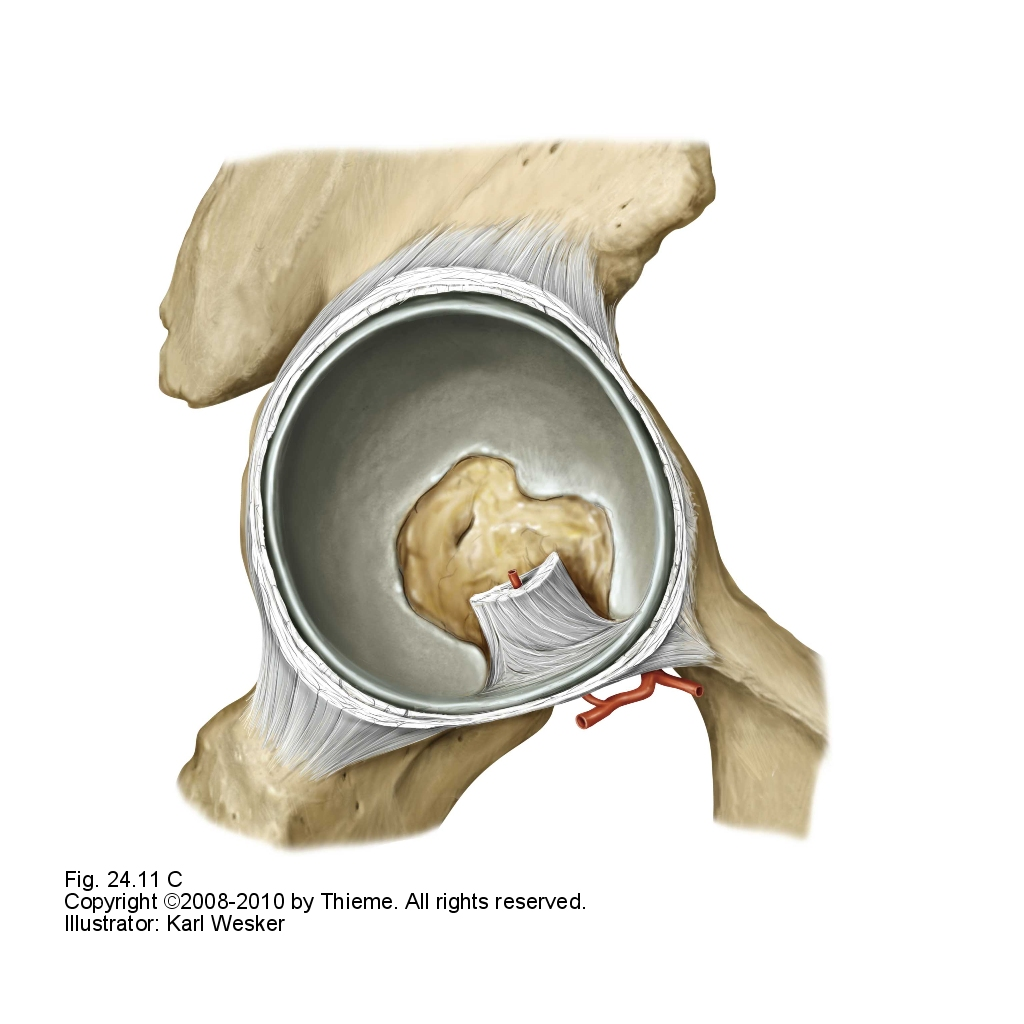 Fig. 24.11 C
Copyright ©2008-2010 by Thieme. All rights reserved.
Illustrator: Karl Wesker